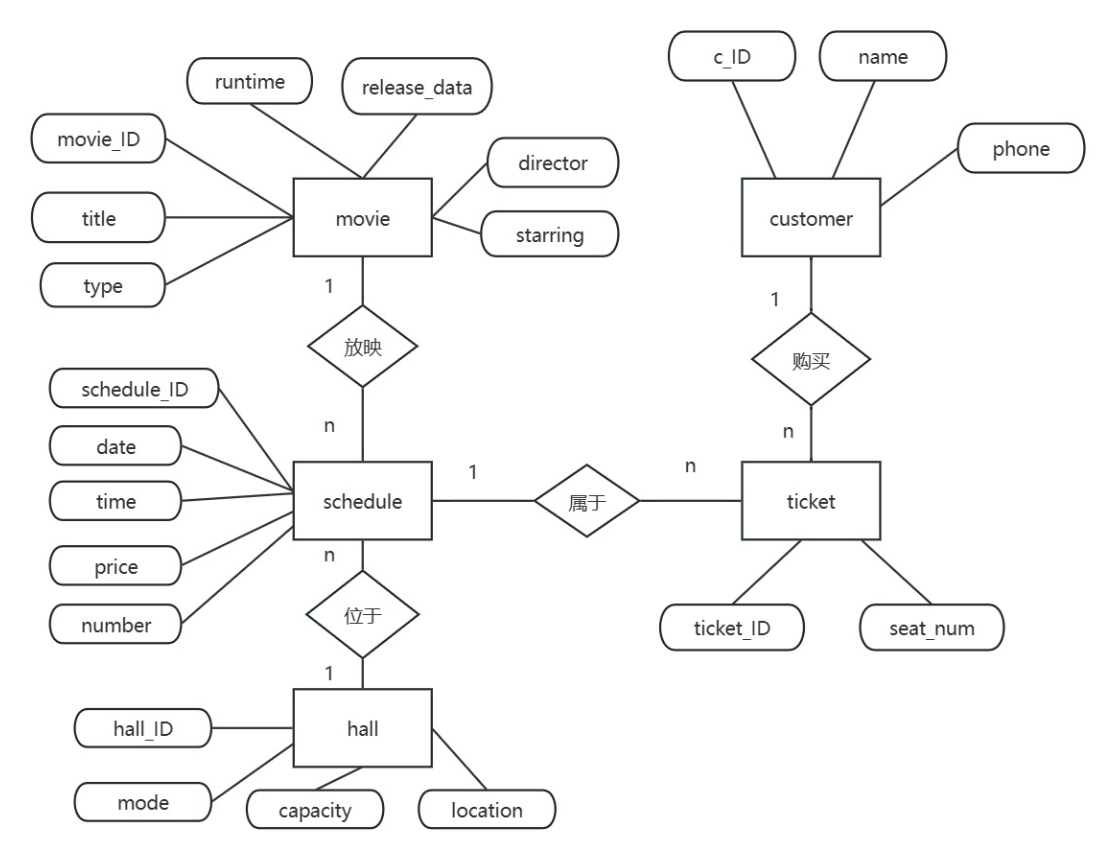 c_ID
name
runtime
release_data
movie_ID
director
phone
title
movie
customer
starring
type
1
1
放映
购买
schedule_ID
n
n
date
1
n
time
schedule
属于
ticket
n
price
位于
number
ticket_ID
seat_num
1
hall_ID
hall
mode
capacity
location